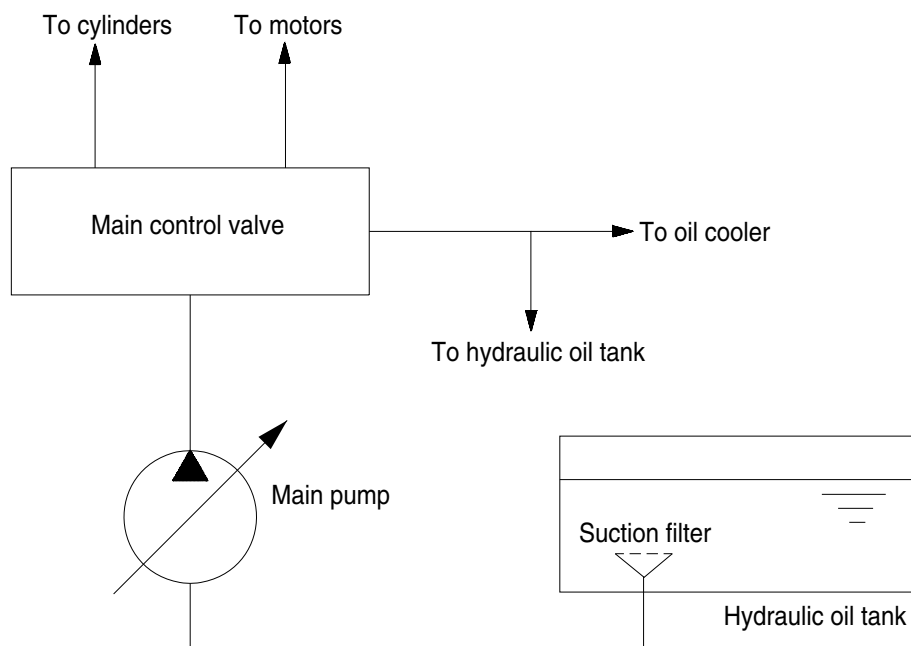 To cylinders
To motors
Main control valve
To oil cooler
To hydraulic oil tank
Main pump
Suction filter
Hydraulic oil tank